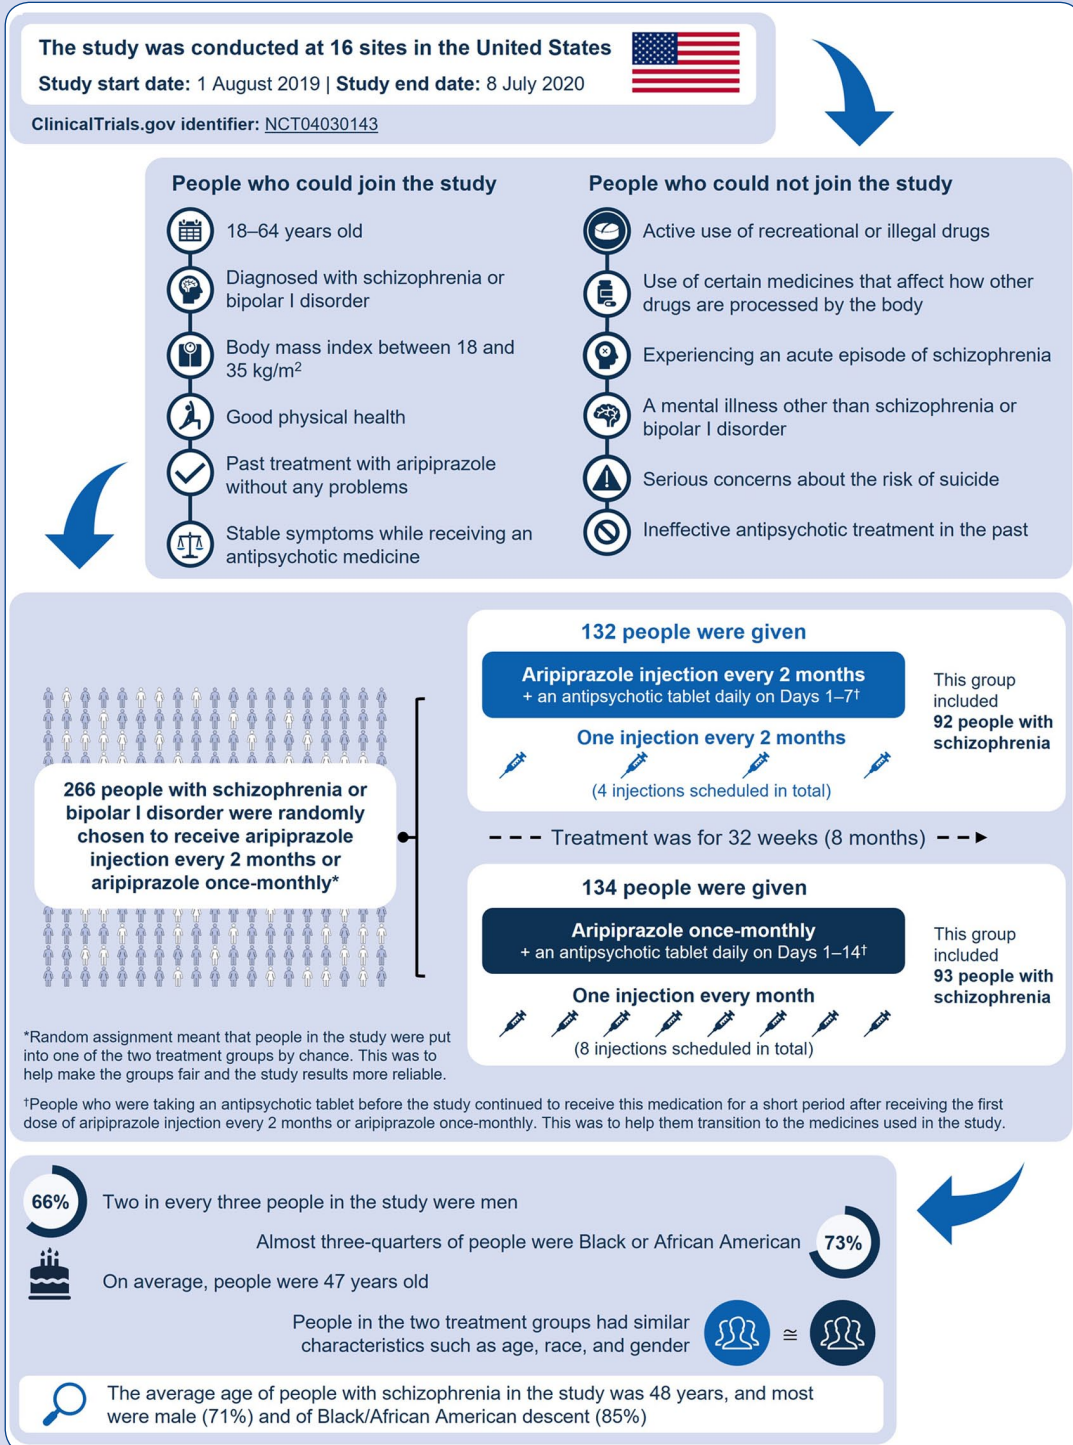 The study was conducted at 16 sites in the United States
Study start date: 1 August 2019 | Study end date: 8 July 2020
ClinicalTrials.gov identifier: NCT04030143
People who could join the study
18–64 years old
Diagnosed with schizophrenia or
bipolar I disorder
Body mass index between 18 and
35 kg/m²
Good physical health
Past treatment with aripiprazole
without any problems
Stable symptoms while receiving an
antipsychotic medicine
People who could not join the study
Active use of recreational or illegal drugs
Use of certain medicines that affect how other
drugs are processed by the body
Experiencing an acute episode of schizophrenia
A mental illness other than schizophrenia or
bipolar I disorder
Serious concerns about the risk of suicide
Ineffective antipsychotic treatment in the past
266 people with schizophrenia or
bipolar I disorder were randomly
chosen to receive aripiprazole
injection every 2 months or
aripiprazole once-monthly*
132 people were given
Aripiprazole injection every 2 months
+ an antipsychotic tablet daily on Days 1–7†
One injection every 2 months
(4 injections scheduled in total)
This group
included
92 people with
schizophrenia
Treatment was for 32 weeks (8 months)
134 people were given
Aripiprazole once-monthly
+ an antipsychotic tablet daily on Days 1–14†
One injection every month
(8 injections scheduled in total)
This group
included
93 people with
schizophrenia
*Random assignment meant that people in the study were put
into one of the two treatment groups by chance. This was to
help make the groups fair and the study results more reliable.
†People who were taking an antipsychotic tablet before the study continued to receive this medication for a short period after receiving the first
dose of aripiprazole injection every 2 months or aripiprazole once-monthly. This was to help them transition to the medicines used in the study.
66%
Two in every three people in the study were men
Almost three-quarters of people were Black or African American
73%
On average, people were 47 years old
People in the two treatment groups had similar
characteristics such as age, race, and gender
≅
The average age of people with schizophrenia in the study was 48 years, and most
were male (71%) and of Black/African American descent (85%)